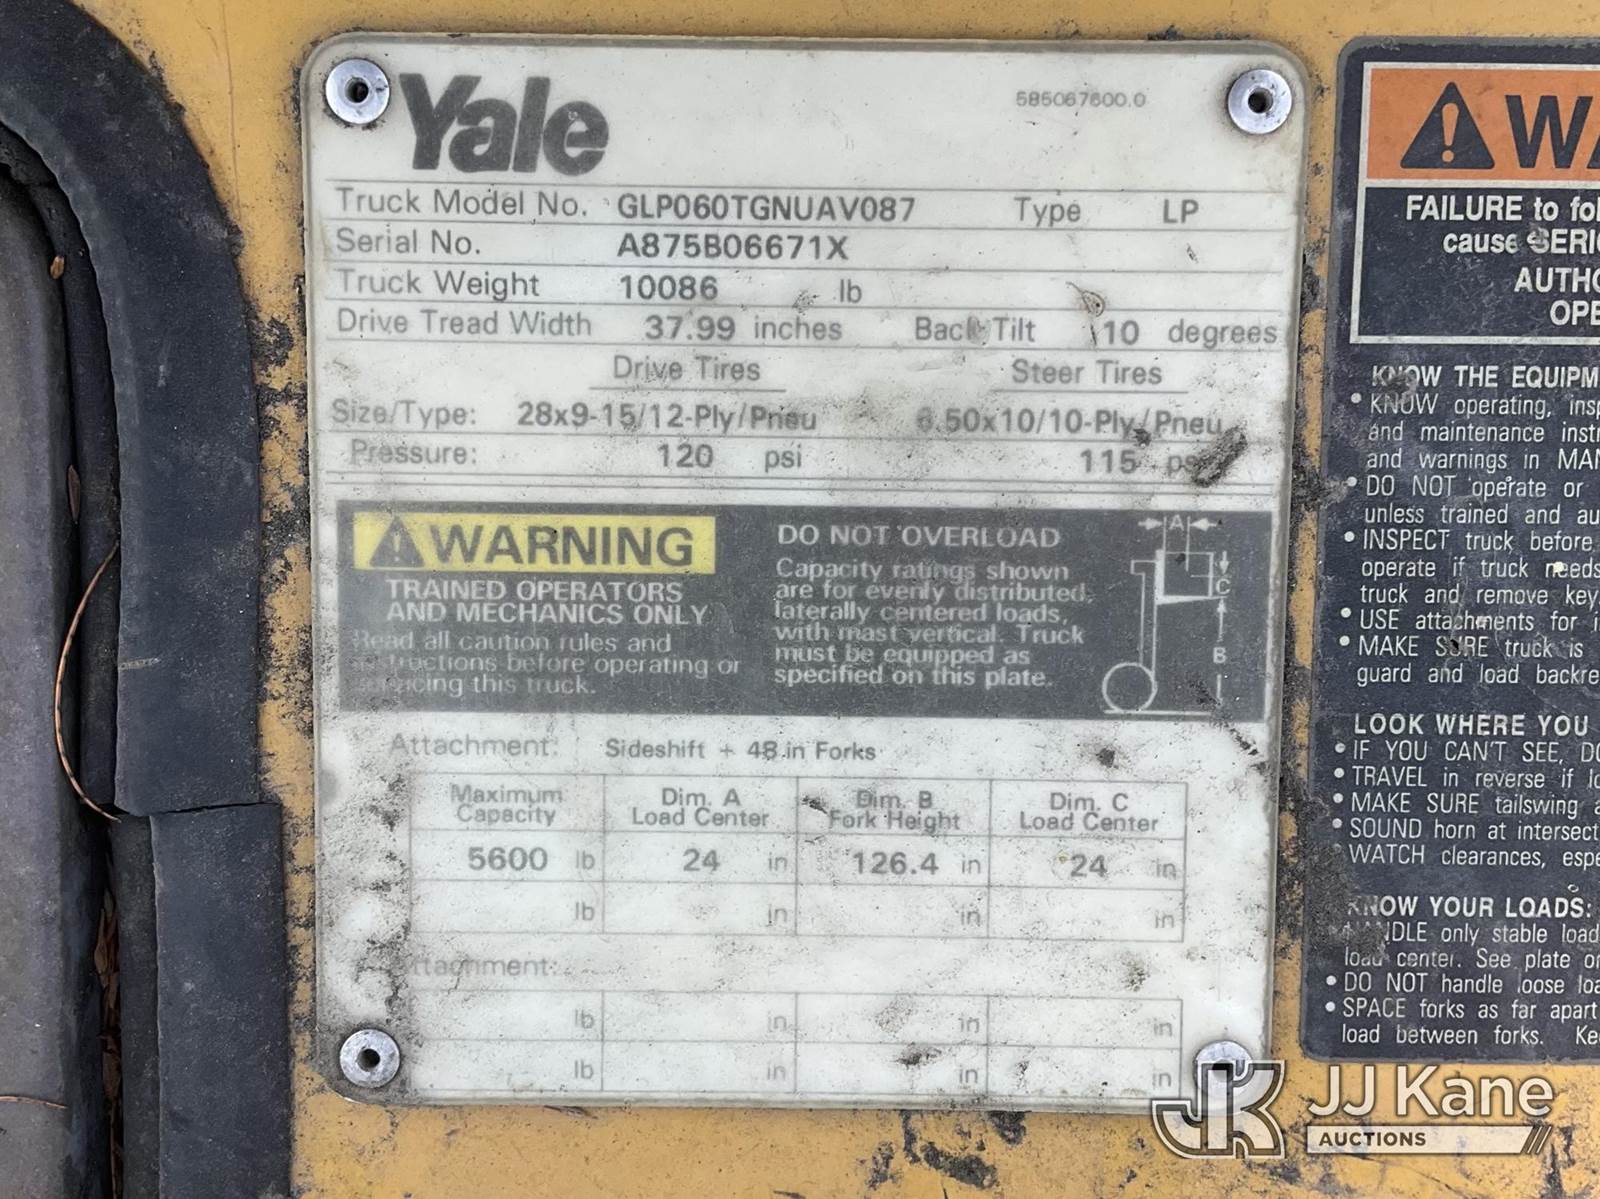 Yale
585067600.0
Truck Model No. GLP060TGNUAV087 Type LP
Serial No. A875B06671X
Truck Weight 10086 lb
Drive Tread Width 37.99 inches Back Tilt 10 degrees
Drive Tires Steer Tires
Size/Type: 28x9-15/12-Ply/Pneu 6.50x10/10-Ply/Pneu
Pressure: 120 psi 115 psi
WARNING
TRAINED OPERATORS
AND MECHANICS ONLY
Read all caution rules and
instructions before operating or
servicing this truck.
DO NOT OVERLOAD
Capacity ratings shown
are for evenly distributed,
laterally centered loads,
with mast vertical. Truck
must be equipped as
specified on this plate.
A
C
B
Attachment: Sideshift + 48.in Forks
Maximum Capacity Dim. A Load Center Dim. B Fork Height Dim. C Load Center
5600 lb 24 in 126.4 in 24 in
lb in in in
Attachment:
lb in in in
lb in in in
WA
FAILURE to fol
cause SERIO
AUTHO
OPE
KNOW THE EQUIPM
• KNOW operating, insp
and maintenance instr
and warnings in MAN
• DO NOT operate or
unless trained and au
• INSPECT truck before
operate if truck needs
truck and remove key
• USE attachments for i
• MAKE SURE truck is
guard and load backre
LOOK WHERE YOU
• IF YOU CAN'T SEE, DO
• TRAVEL in reverse if lo
• MAKE SURE tailswing a
• SOUND horn at intersect
• WATCH clearances, espe
KNOW YOUR LOADS:
HANDLE only stable load
load center. See plate on
• DO NOT handle loose loa
• SPACE forks as far apart
load between forks. Kee
JK JJ Kane
AUCTIONS